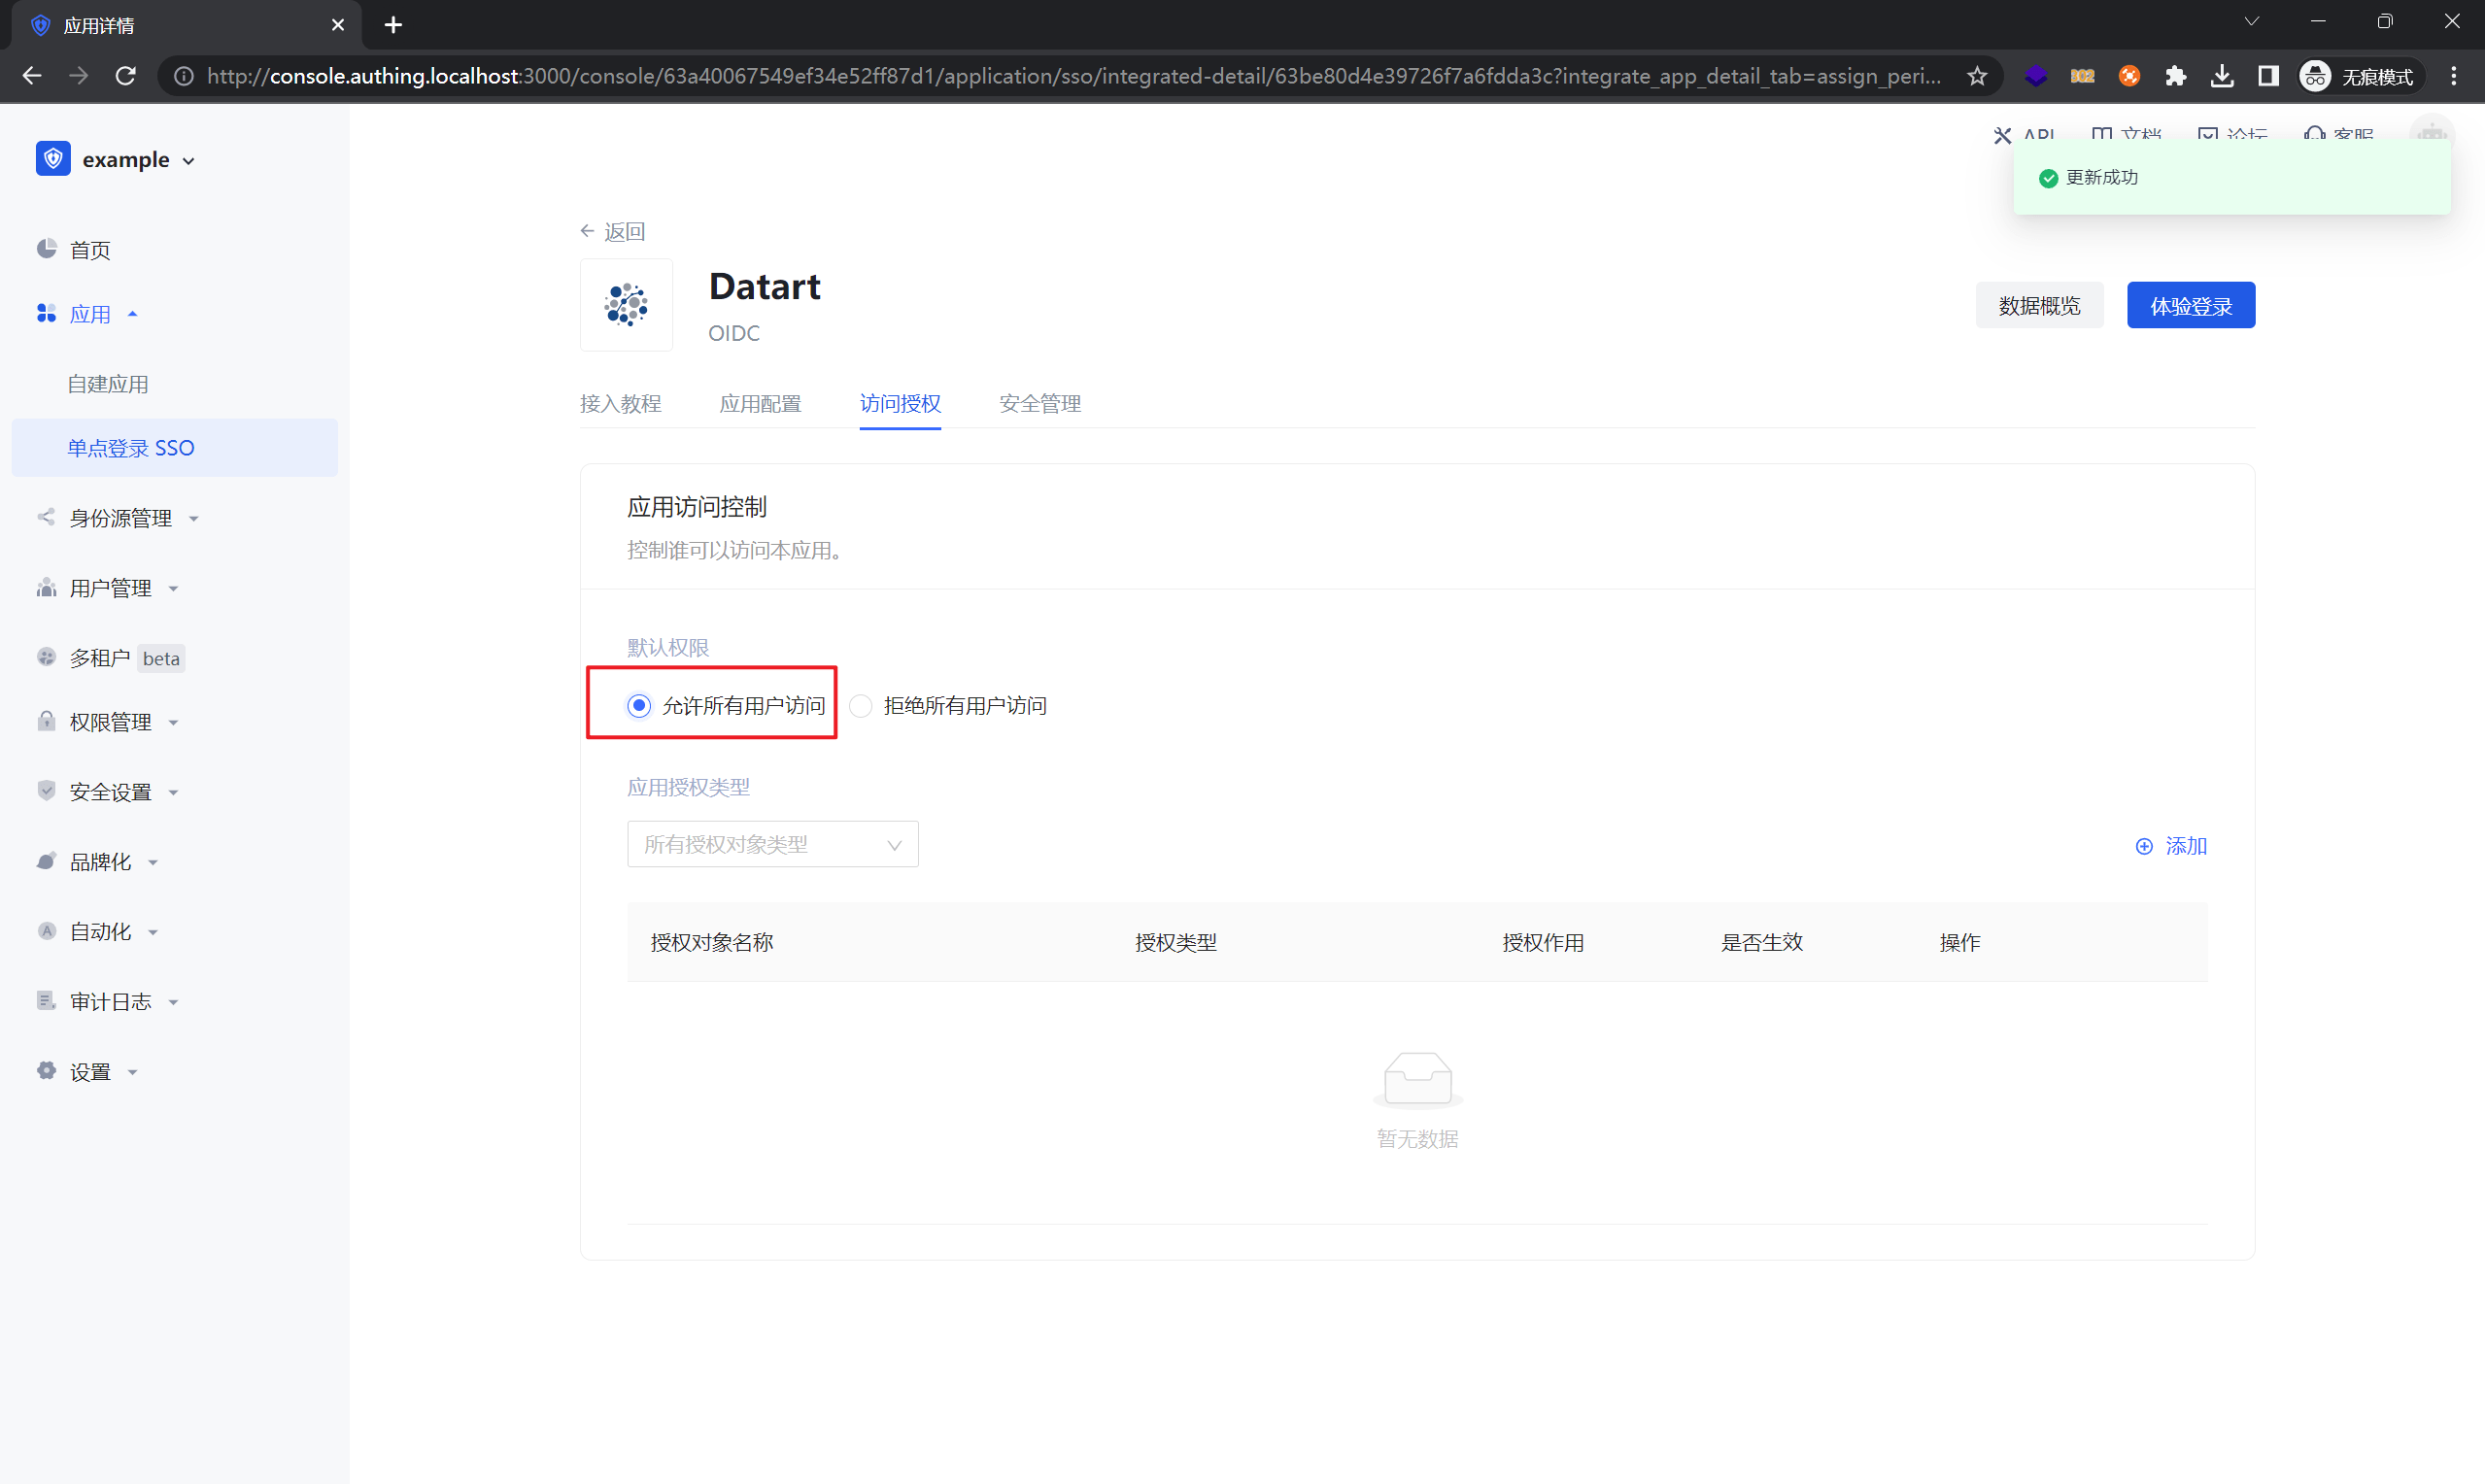 应用详情
http://console.authing.localhost:3000/console/63a40067549ef34e52ff87d1/application/sso/integrated-detail/63be80d4e39726f7a6fdda3c?integrate_app_detail_tab=assign_peri...
302
无痕模式
example
API 文档 论坛 客服
更新成功
首页
应用
自建应用
单点登录 SSO
身份源管理
用户管理
多租户 beta
权限管理
安全设置
品牌化
自动化
审计日志
设置
返回
Datart
OIDC
数据概览
体验登录
接入教程 应用配置 访问授权 安全管理
应用访问控制
控制谁可以访问本应用。
默认权限
允许所有用户访问 拒绝所有用户访问
应用授权类型
所有授权对象类型
添加
授权对象名称 授权类型 授权作用 是否生效 操作
暂无数据